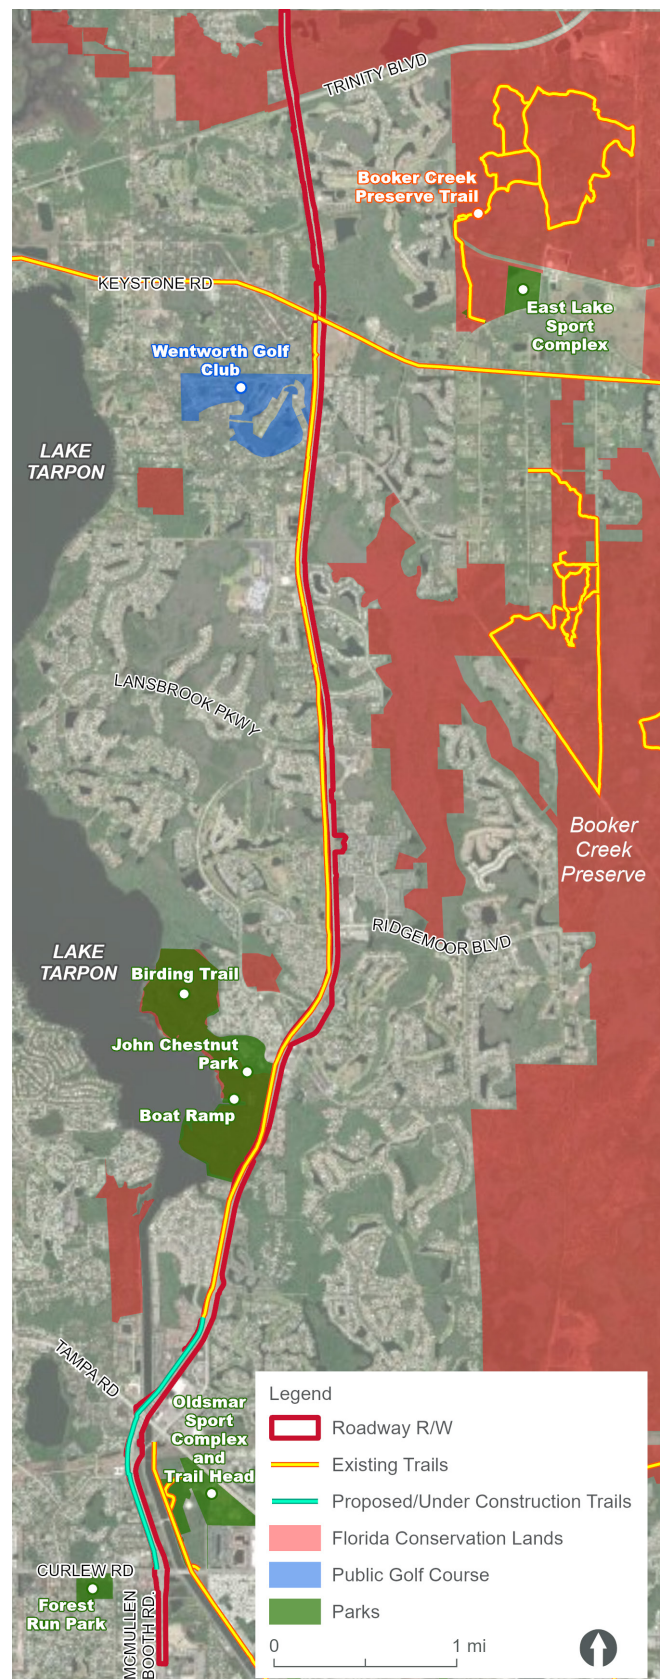 TRINITY BLVD
Booker Creek
Preserve Trail
KEYSTONE RD
East Lake
Sport
Complex
Wentworth Golf
Club
LAKE
TARPON
LANSBROOK PKWY
Booker
Creek
Preserve
RIDGEMOOR BLVD
LAKE
TARPON
Birding Trail
John Chestnut
Park
Boat Ramp
TAMPA RD
Oldsmar
Sport
Complex
and
Trail Head
CURLEW RD
Forest
Run Park
MCMULLEN
BOOTH RD.
Legend
Roadway R/W
Existing Trails
Proposed/Under Construction Trails
Florida Conservation Lands
Public Golf Course
Parks
0 1 mi